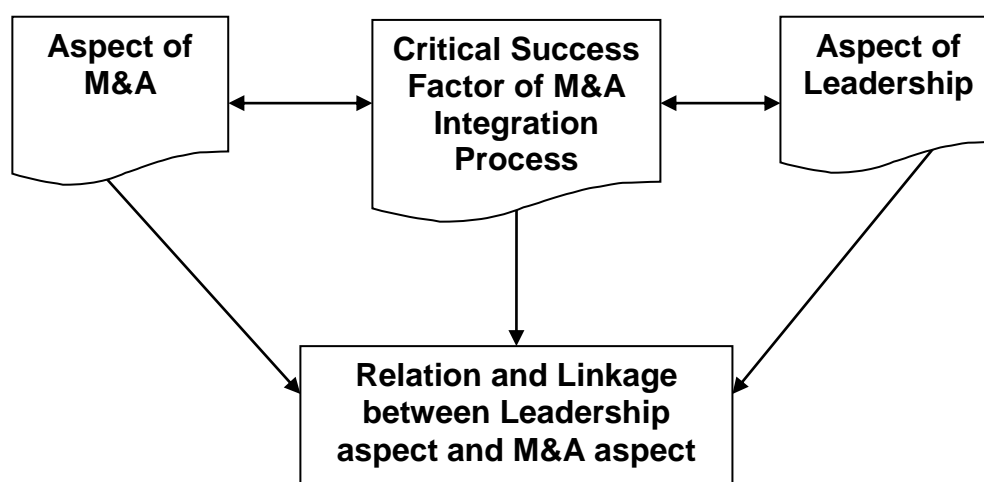 Aspect of
M&A
Critical Success
Factor of M&A
Integration
Process
Aspect of
Leadership
Relation and Linkage
between Leadership
aspect and M&A aspect